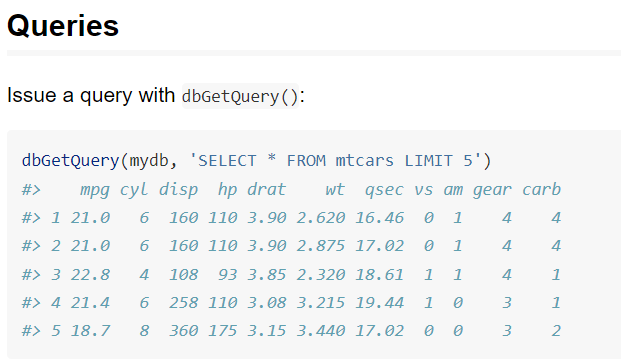 Queries
Issue a query with dbGetQuery():
dbGetQuery(mydb, 'SELECT * FROM mtcars LIMIT 5')
#>    mpg cyl disp  hp drat    wt  qsec vs am gear carb
#> 1 21.0   6  160 110 3.90 2.620 16.46  0  1    4    4
#> 2 21.0   6  160 110 3.90 2.875 17.02  0  1    4    4
#> 3 22.8   4  108  93 3.85 2.320 18.61  1  1    4    1
#> 4 21.4   6  258 110 3.08 3.215 19.44  1  0    3    1
#> 5 18.7   8  360 175 3.15 3.440 17.02  0  0    3    2